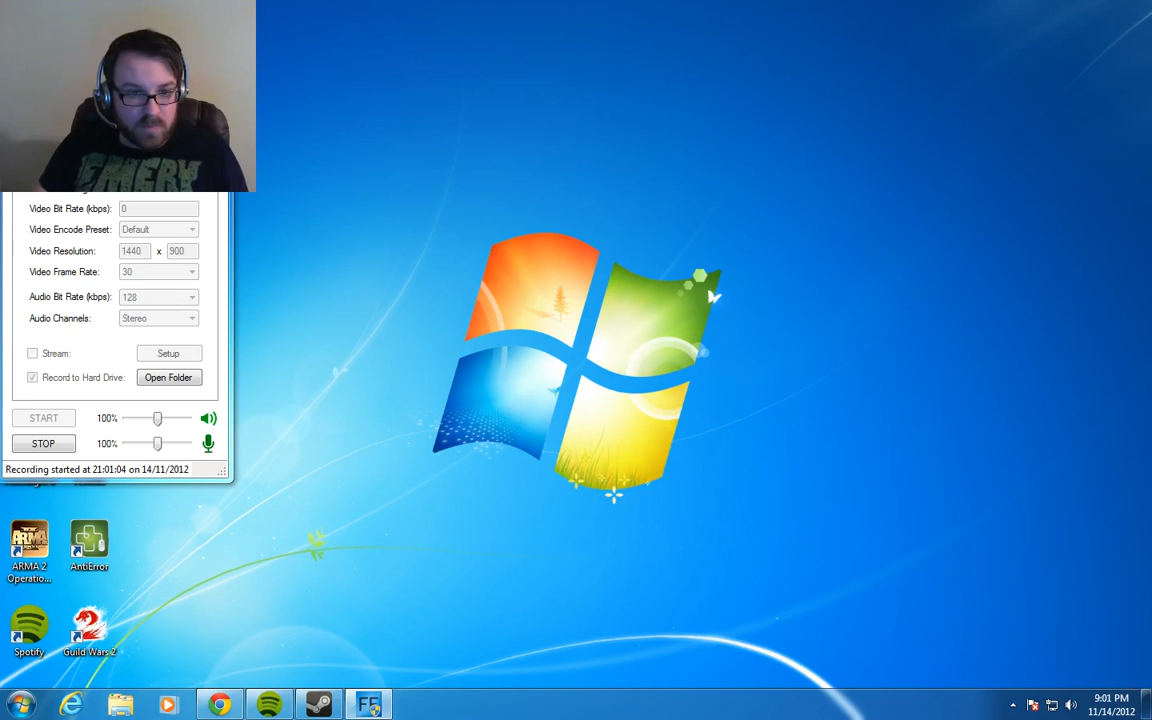 EMERY
Video Bit Rate (kbps): 0
Video Encode Preset: Default
Video Resolution: 1440 x 900
Video Frame Rate: 30
Audio Bit Rate (kbps): 128
Audio Channels: Stereo
Stream: Setup
Record to Hard Drive: Open Folder
START 100%
STOP 100%
Recording started at 21:01:04 on 14/11/2012
ARMA 2 Operatio... AntiError
Spotify Guild Wars 2
FF 9:01 PM
11/14/2012